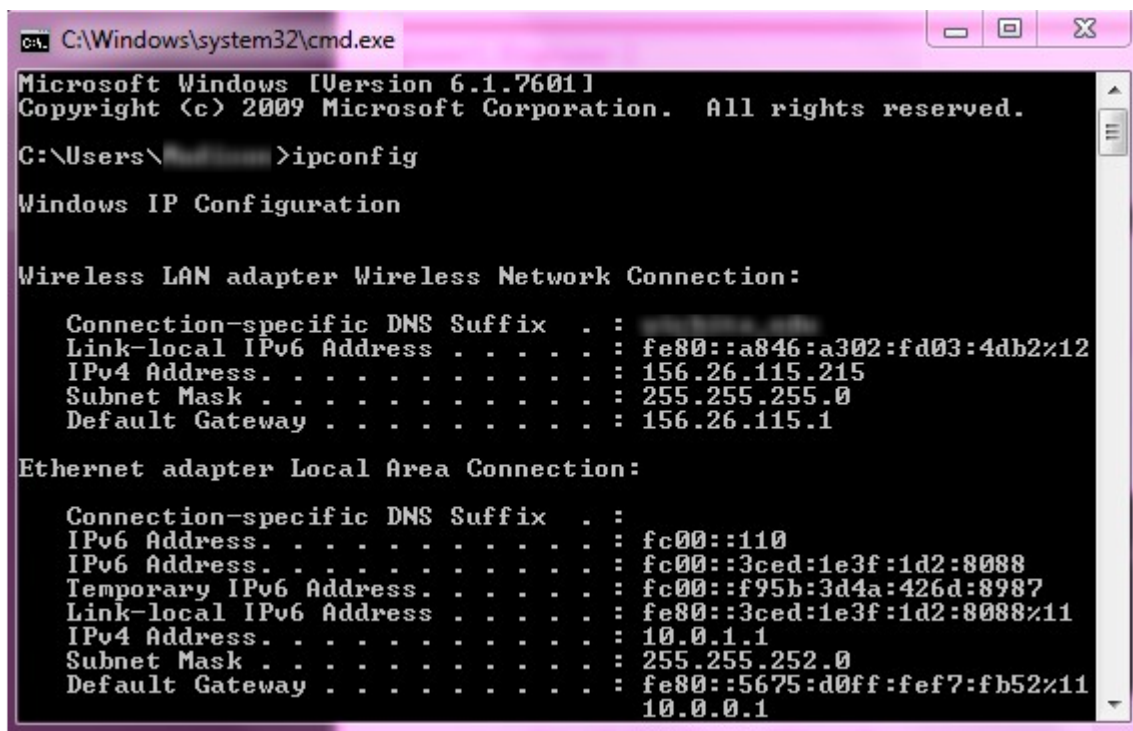 C:\Windows\system32\cmd.exe
Microsoft Windows [Version 6.1.7601]
Copyright (c) 2009 Microsoft Corporation.  All rights reserved.
C:\Users\ >ipconfig
Windows IP Configuration
Wireless LAN adapter Wireless Network Connection:
Connection-specific DNS Suffix  . :
Link-local IPv6 Address . . . . . : fe80::a846:a302:fd03:4db2%12
IPv4 Address. . . . . . . . . . . : 156.26.115.215
Subnet Mask . . . . . . . . . . . : 255.255.255.0
Default Gateway . . . . . . . . . : 156.26.115.1
Ethernet adapter Local Area Connection:
Connection-specific DNS Suffix  . :
IPv6 Address. . . . . . . . . . . : fc00::110
IPv6 Address. . . . . . . . . . . : fc00::3ced:1e3f:1d2:8088
Temporary IPv6 Address. . . . . . : fc00::f95b:3d4a:426d:8987
Link-local IPv6 Address . . . . . : fe80::3ced:1e3f:1d2:8088%11
IPv4 Address. . . . . . . . . . . : 10.0.1.1
Subnet Mask . . . . . . . . . . . : 255.255.252.0
Default Gateway . . . . . . . . . : fe80::5675:d0ff:fef7:fb52%11
10.0.0.1